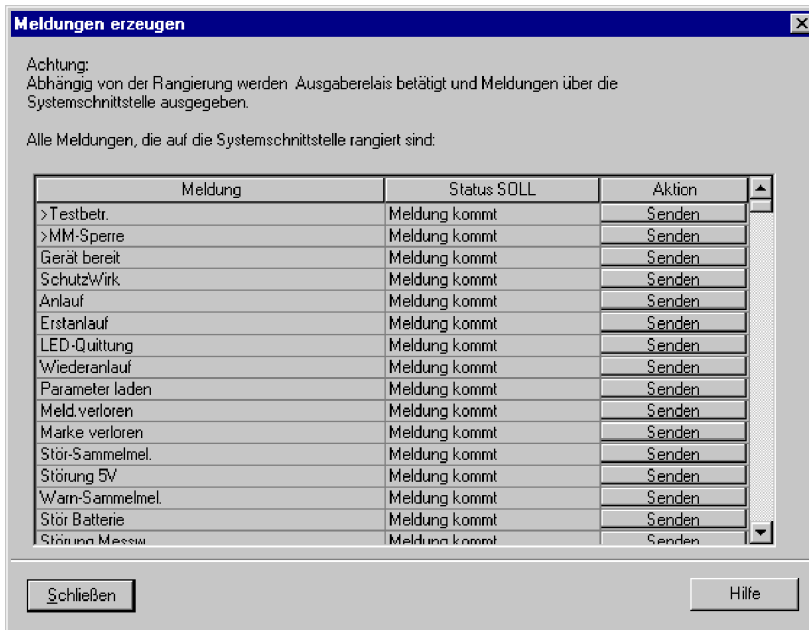 Meldungen erzeugen
Achtung:
Abhängig von der Rangierung werden Ausgaberelais betätigt und Meldungen über die
Systemschnittstelle ausgegeben.
Alle Meldungen, die auf die Systemschnittstelle rangiert sind:
Meldung Status SOLL Aktion
>Testbetr. Meldung kommt Senden
>MM-Sperre Meldung kommt Senden
Gerät bereit Meldung kommt Senden
SchutzWirk Meldung kommt Senden
Anlauf Meldung kommt Senden
Erstanlauf Meldung kommt Senden
LED-Quittung Meldung kommt Senden
Wiederanlauf Meldung kommt Senden
Parameter laden Meldung kommt Senden
Meld.verloren Meldung kommt Senden
Marke verloren Meldung kommt Senden
Stör-Sammelmel. Meldung kommt Senden
Störung 5V Meldung kommt Senden
Warn-Sammelmel. Meldung kommt Senden
Stör Batterie Meldung kommt Senden
Störung Messw. Meldung kommt Senden
Schließen Hilfe